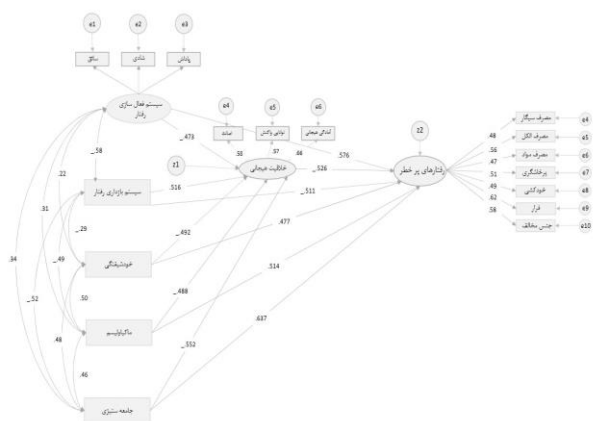 e1
e2
e3
سائق
شادی
پاداش
سیستم فعال سازی
رفتار
e4
e5
e6
z2
توانایی واکنش
آمادگی هیجانی
.50
.57
.44
_.473
.576
_.58
.22
z1
خلاقیت هیجانی
_.526
رفتارهای پر خطر
.48
مصرف سیگار
e4
.56
مصرف الکل
e5
.47
مصرف مواد
e6
.51
پرخاشگری
e7
.49
خودکشی
e8
.62
فرار
e9
.58
جنس مخالف
e10
سیستم بازداری رفتار
.516
_.511
.31
_.29
_.492
.477
خودشیفتگی
.34
_.49
_.52
.50
_.488
.514
ماکیاولیسم
.48
_.552
.637
.46
جامعه ستیزی